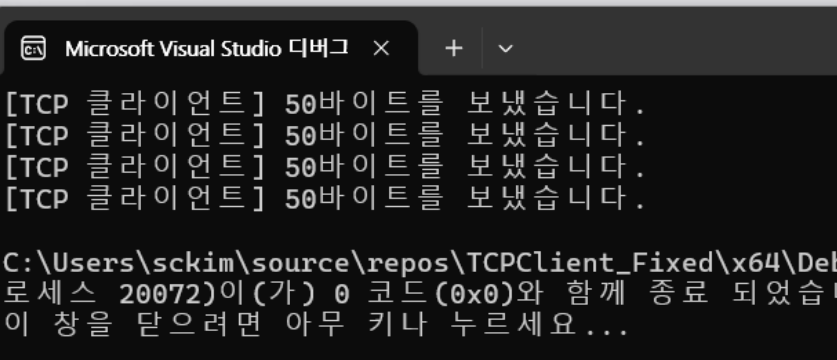 Microsoft Visual Studio 디버그
[TCP 클라이언트] 50바이트를 보냈습니다.
[TCP 클라이언트] 50바이트를 보냈습니다.
[TCP 클라이언트] 50바이트를 보냈습니다.
[TCP 클라이언트] 50바이트를 보냈습니다.
C:\Users\sckim\source\repos\TCPClient_Fixed\x64\Deb
로세스 20072)이(가) 0 코드(0x0)와 함께 종료 되었습
이 창을 닫으려면 아무 키나 누르세요...